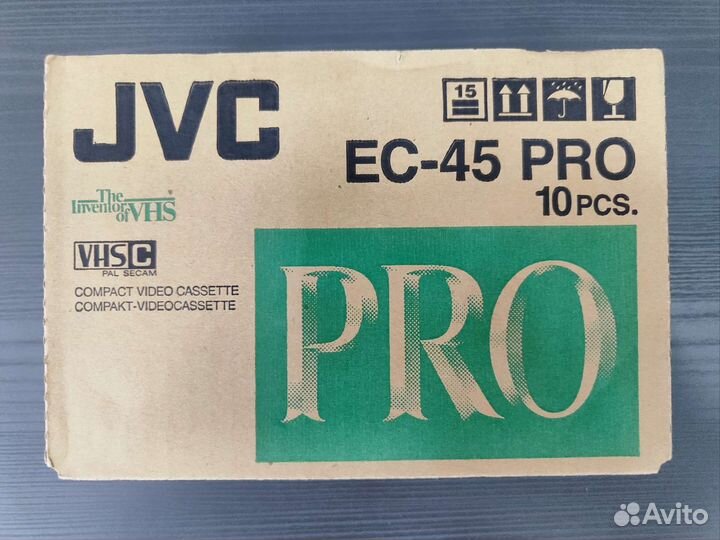 JVC
15
EC-45 PRO
10 PCS.
The
Inventor
of VHS
VHS C
PAL SECAM
COMPACT VIDEO CASSETTE
KOMPAKT-VIDEOCASSETTE
PRO
Avito